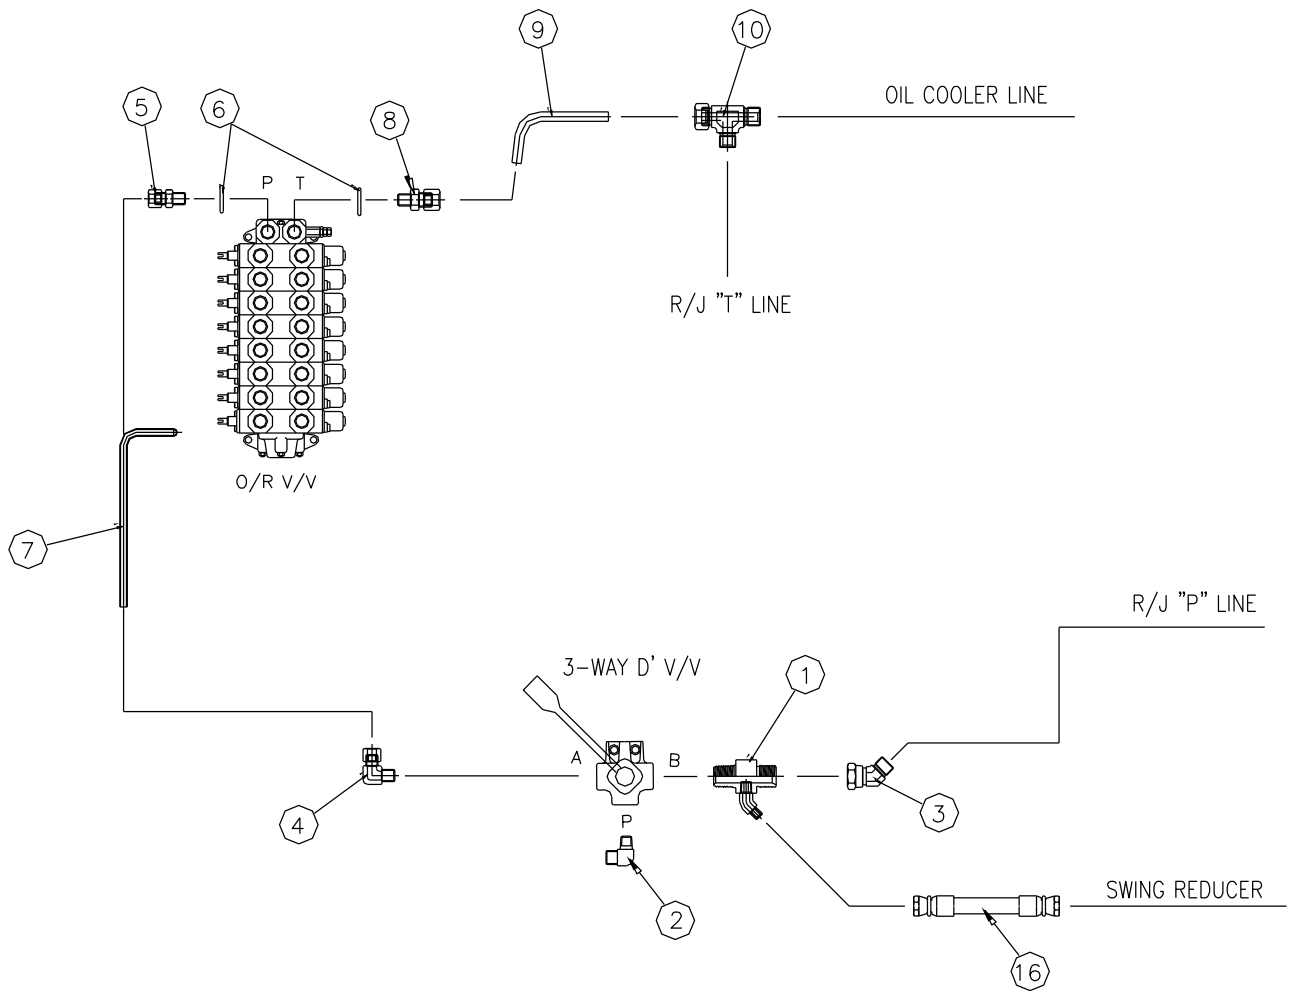 9
10
OIL COOLER LINE
5
6
8
P T
R/J "T" LINE
O/R V/V
7
R/J "P" LINE
3-WAY D' V/V
1
A
B
4
P
3
2
SWING REDUCER
16